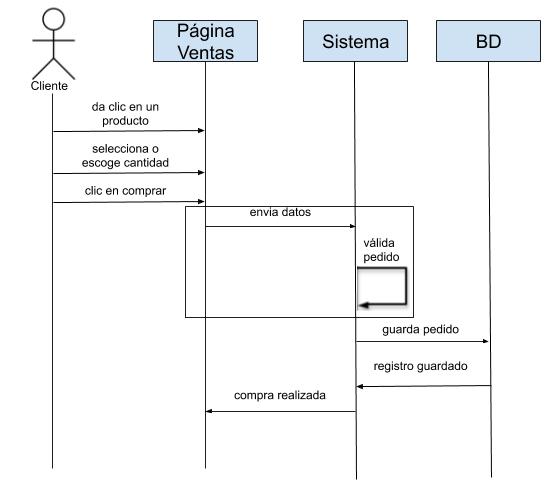 Página
Ventas
Sistema
BD
Cliente
da clic en un
producto
selecciona o
escoge cantidad
clic en comprar
envia datos
válida
pedido
guarda pedido
registro guardado
compra realizada